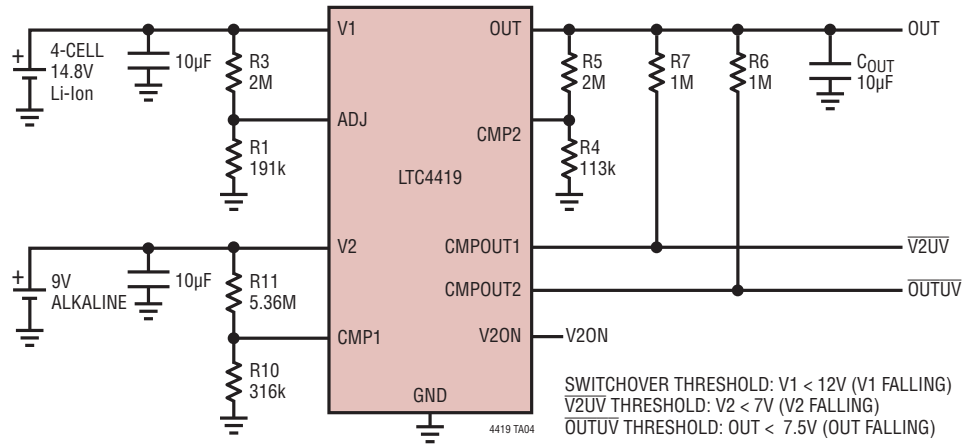 V1
OUT
OUT
+
4-CELL
14.8V
Li-Ion
10µF
R3
2M
R5
2M
R7
1M
R6
1M
COUT
10µF
ADJ
CMP2
R1
191k
R4
113k
LTC4419
V2
CMPOUT1
V2UV
+
9V
ALKALINE
10µF
R11
5.36M
CMPOUT2
OUTUV
CMP1
V2ON
V2ON
R10
316k
GND
4419 TA04
SWITCHOVER THRESHOLD: V1 < 12V (V1 FALLING)
V2UV THRESHOLD: V2 < 7V (V2 FALLING)
OUTUV THRESHOLD: OUT < 7.5V (OUT FALLING)